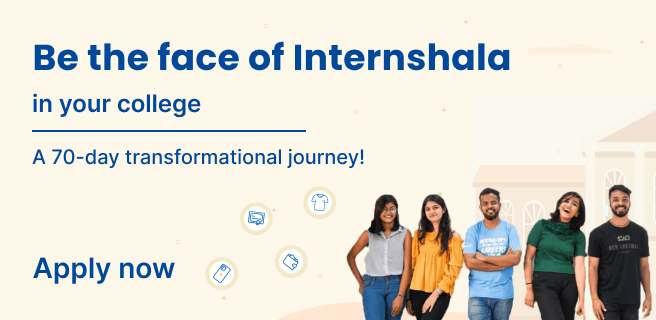 Be the face of Internshala
in your college
A 70-day transformational journey!
Apply now